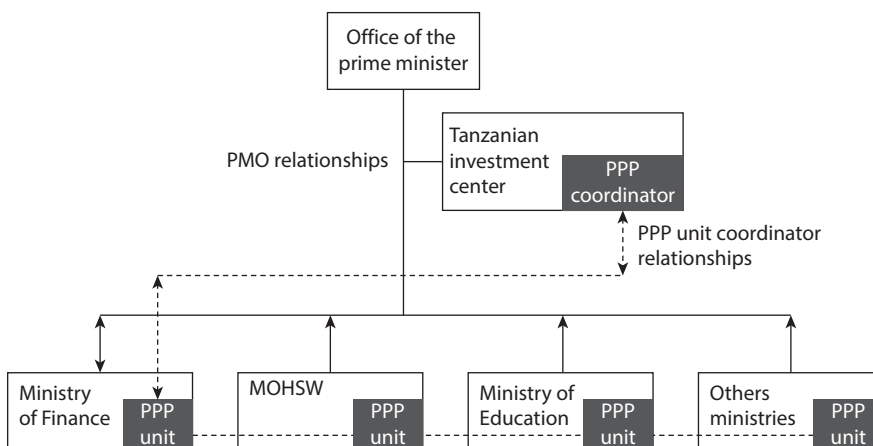 Office of the
prime minister
Tanzanian
investment
center
PPP
coordinator
PMO relationships
PPP unit coordinator
relationships
Ministry
of Finance
PPP
unit
MOHSW
PPP
unit
Ministry of
Education
PPP
unit
Others
ministries
PPP
unit